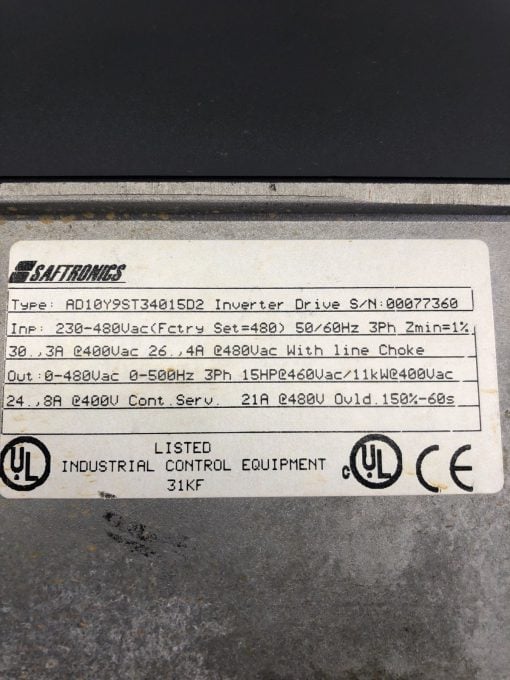 SAFTRONICS
Type: AD10Y9ST34015D2 Inverter Drive S/N:00077360
Inp: 230-480Vac(Fctry Set=480) 50/60Hz 3Ph Zmin=1%
30.,3A @400Vac 26.,4A @480Vac With line Choke
Out:0-480Vac 0-500Hz 3Ph 15HP@460Vac/11kW@400Vac
24.,8A @400V Cont.Serv. 21A @480V Ovld.150%-60s
UL LISTED c UL CE
INDUSTRIAL CONTROL EQUIPMENT
31KF